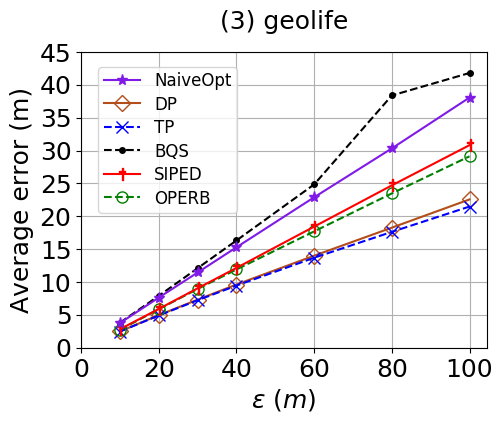 (3) geolife
45
40
35
30
25
20
15
10
5
0
Average error (m)
NaiveOpt
DP
TP
BQS
SIPED
OPERB
0 20 40 60 80 100
ε (m)